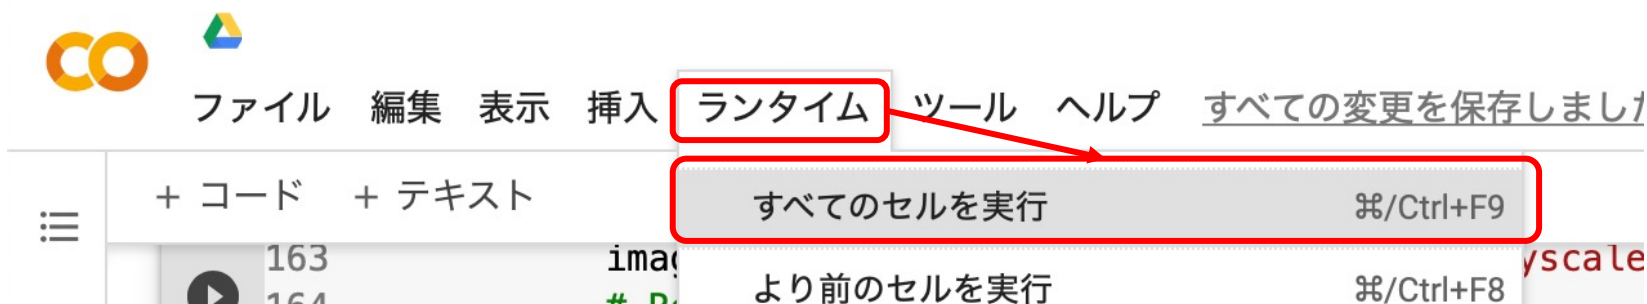 ファイル 編集 表示 挿入 ランタイム ツール ヘルプ すべての変更を保存しまし
+ コード + テキスト
すべてのセルを実行 ⌘/Ctrl+F9
163 yscale
より前のセルを実行 ⌘/Ctrl+F8
164 #